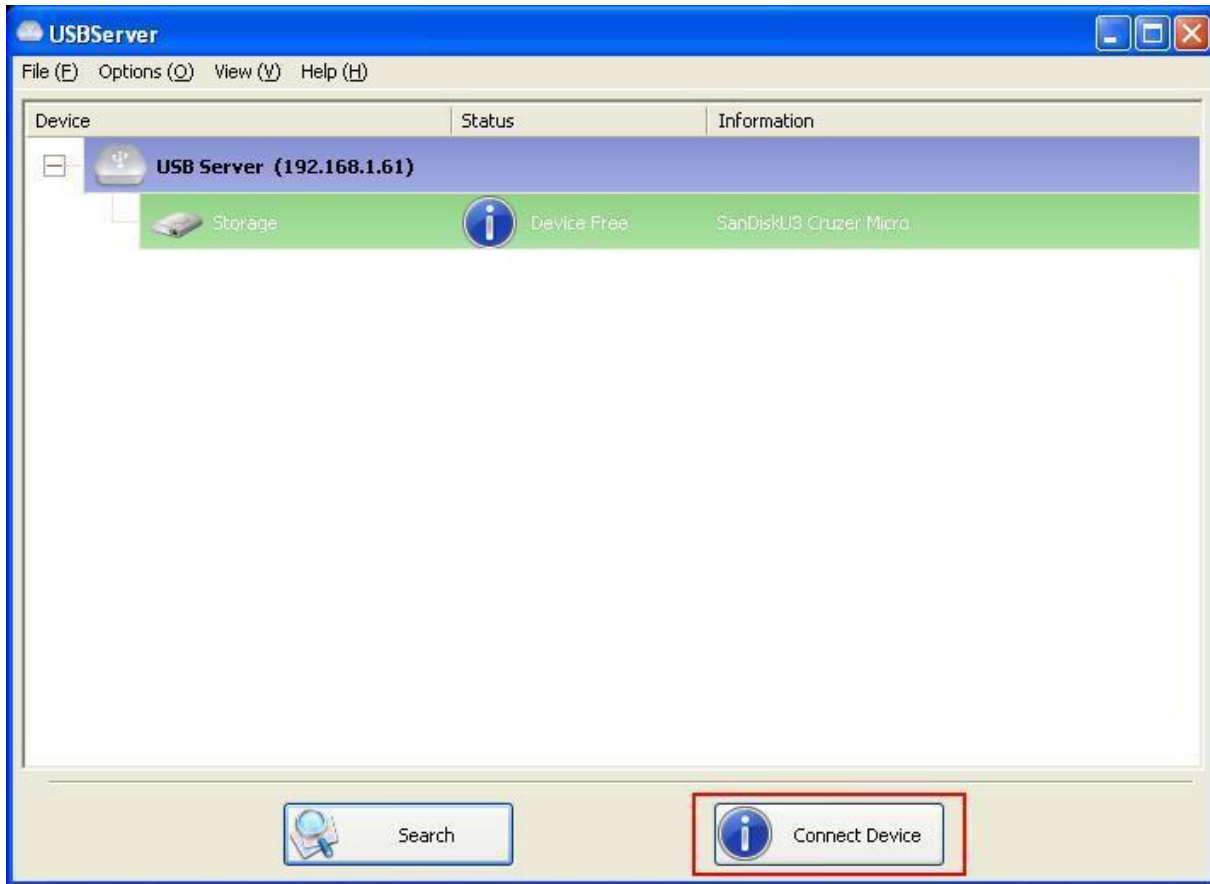 USBServer
File (F) Options (O) View (V) Help (H)
Device Status Information
USB Server (192.168.1.61)
Storage Device Free SanDiskU3 Cruzer Micro
Search Connect Device